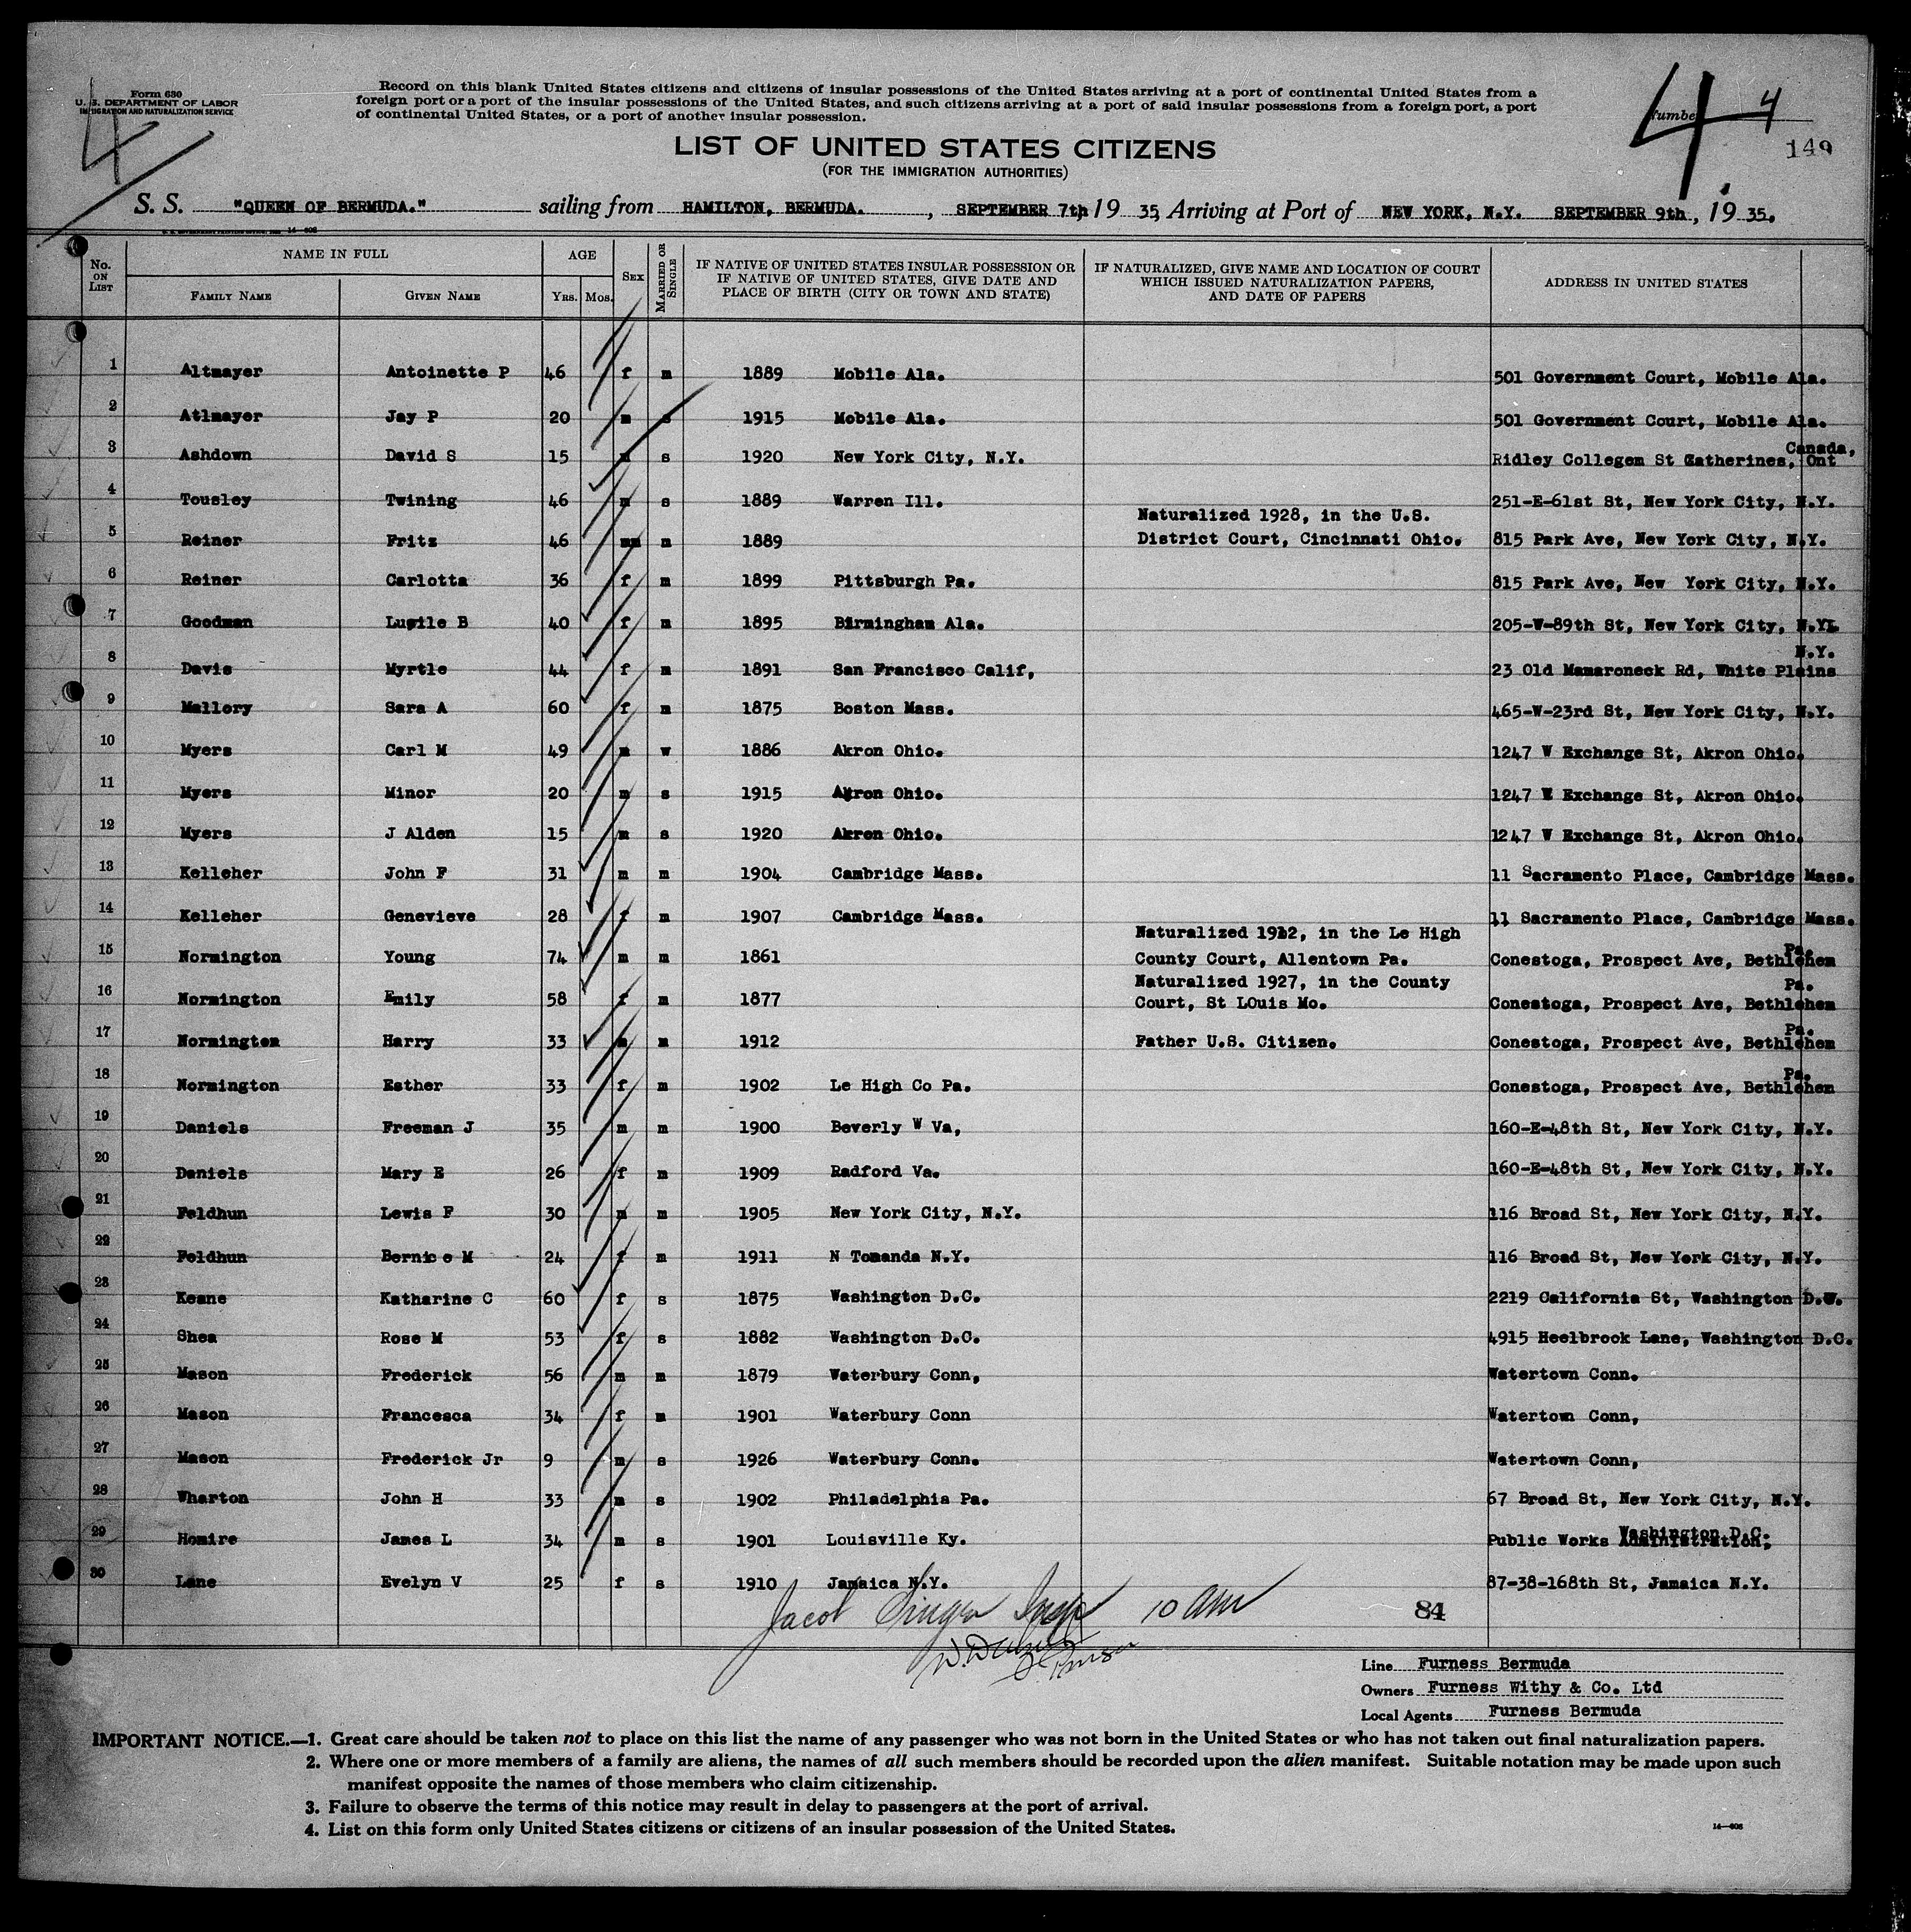 Form 630
U. S. DEPARTMENT OF LABOR
IMMIGRATION AND NATURALIZATION SERVICE
4
Record on this blank United States citizens and citizens of insular possessions of the United States arriving at a port of continental United States from a
foreign port or a port of the insular possessions of the United States, and such citizens arriving at a port of said insular possessions from a foreign port, a port
of continental United States, or a port of another insular possession.
Number 4
4
149
LIST OF UNITED STATES CITIZENS
(FOR THE IMMIGRATION AUTHORITIES)
S. S. "QUEEN OF BERMUDA." sailing from HAMILTON, BERMUDA. , SEPTEMBER 7th, 19 35, Arriving at Port of NEW YORK, N.Y. SEPTEMBER 9th, 19 35.
No. ON LIST
NAME IN FULL
FAMILY NAME
GIVEN NAME
AGE
YRS.
MOS.
SEX
MARRIED OR SINGLE
IF NATIVE OF UNITED STATES INSULAR POSSESSION OR
IF NATIVE OF UNITED STATES, GIVE DATE AND
PLACE OF BIRTH (CITY OR TOWN AND STATE)
IF NATURALIZED, GIVE NAME AND LOCATION OF COURT
WHICH ISSUED NATURALIZATION PAPERS,
AND DATE OF PAPERS
ADDRESS IN UNITED STATES
1 Altmayer Antoinette P 46 f m 1889 Mobile Ala. 501 Government Court, Mobile Ala.
2 Atlmayer Jay P 20 m s 1915 Mobile Ala. 501 Government Court, Mobile Ala.
Canada,
3 Ashdown David S 15 m s 1920 New York City, N.Y. Ridley Collegem St Catherines, Ont
4 Tousley Twining 46 m s 1889 Warren Ill. 251-E-61st St, New York City, N.Y.
Naturalized 1928, in the U.S.
5 Reiner Fritz 46 m m 1889 District Court, Cincinnati Ohio. 815 Park Ave, New York City, N.Y.
6 Reiner Carlotta 36 f m 1899 Pittsburgh Pa. 815 Park Ave, New York City, N.Y.
7 Goodman Lucile B 40 f m 1895 Birmingham Ala. 205-W-89th St, New York City, N.Y.
N.Y.
8 Davis Myrtle 44 f m 1891 San Francisco Calif, 23 Old Mamaroneck Rd, White Plains
9 Mallory Sara A 60 f m 1875 Boston Mass. 465-W-23rd St, New York City, N.Y.
10 Myers Carl M 49 m w 1886 Akron Ohio. 1247 W Exchange St, Akron Ohio.
11 Myers Minor 20 m s 1915 Akron Ohio. 1247 E Exchange St, Akron Ohio.
12 Myers J Alden 15 m s 1920 Akron Ohio. 1247 W Exchange St, Akron Ohio.
13 Kelleher John F 31 m m 1904 Cambridge Mass. 11 Sacramento Place, Cambridge Mass.
14 Kelleher Genevieve 28 f m 1907 Cambridge Mass. 11 Sacramento Place, Cambridge Mass.
Naturalized 1912, in the Le High Pa.
15 Normington Young 74 m m 1861 County Court, Allentown Pa. Conestoga, Prospect Ave, Bethlehem
Naturalized 1927, in the County Pa.
16 Normington Emily 58 f m 1877 Court, St LOuis Mo. Conestoga, Prospect Ave, Bethlehem
Pa.
17 Normington Harry 33 m m 1912 Father U.S. Citizen. Conestoga, Prospect Ave, Bethlehem
Pa.
18 Normington Esther 33 f m 1902 Le High Co Pa. Conestoga, Prospect Ave, Bethlehem
19 Daniels Freeman J 35 m m 1900 Beverly W Va, 160-E-48th St, New York City, N.Y.
20 Daniels Mary E 26 f m 1909 Radford Va. 160-E-48th St, New York City, N.Y.
21 Feldhun Lewis F 30 m m 1905 New York City, N.Y. 116 Broad St, New York City, N.Y.
22 Feldhun Bernice M 24 f m 1911 N Tomanda N.Y. 116 Broad St, New York City, N.Y.
23 Keane Katharine C 60 f s 1875 Washington D.C. 2219 California St, Washington D.C.
24 Shea Rose M 53 f s 1882 Washington D.C. 4915 Heelbrook Lane, Washington D.C.
25 Mason Frederick 56 m m 1879 Waterbury Conn, Watertown Conn.
26 Mason Francesca 34 f m 1901 Waterbury Conn Watertown Conn,
27 Mason Frederick Jr 9 m s 1926 Waterbury Conn. Watertown Conn,
28 Wharton John H 33 m s 1902 Philadelphia Pa. 67 Broad St, New York City, N.Y.
Washington D.C.
29 Homire James L 34 m s 1901 Louisville Ky. Public Works Administration,
30 Lane Evelyn V 25 f s 1910 Jamaica N.Y. 87-38-168th St, Jamaica N.Y.
Jacob Singer Insp 10 AM
84
Line Furness Bermuda
Owners Furness Withy & Co. Ltd
Local Agents Furness Bermuda
IMPORTANT NOTICE.—1. Great care should be taken not to place on this list the name of any passenger who was not born in the United States or who has not taken out final naturalization papers.
2. Where one or more members of a family are aliens, the names of all such members should be recorded upon the alien manifest. Suitable notation may be made upon such
manifest opposite the names of those members who claim citizenship.
3. Failure to observe the terms of this notice may result in delay to passengers at the port of arrival.
4. List on this form only United States citizens or citizens of an insular possession of the United States.